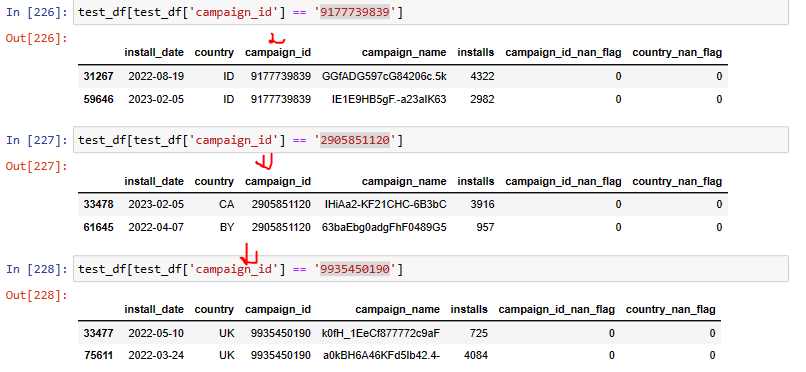 In [226]: test_df[test_df['campaign_id'] == '9177739839']
Out[226]:
install_date country campaign_id campaign_name installs campaign_id_nan_flag country_nan_flag
31267 2022-08-19 ID 9177739839 GGfADG597cG84206c.5k 4322 0 0
59646 2023-02-05 ID 9177739839 IE1E9HB5gF.-a23aIK63 2982 0 0
In [227]: test_df[test_df['campaign_id'] == '2905851120']
Out[227]:
install_date country campaign_id campaign_name installs campaign_id_nan_flag country_nan_flag
33478 2023-02-05 CA 2905851120 IHiAa2-KF21CHC-6B3bC 3916 0 0
61645 2022-04-07 BY 2905851120 63baEbg0adgFhF0489G5 957 0 0
In [228]: test_df[test_df['campaign_id'] == '9935450190']
Out[228]:
install_date country campaign_id campaign_name installs campaign_id_nan_flag country_nan_flag
33477 2022-05-10 UK 9935450190 k0fH_1EeCf877772c9aF 725 0 0
75611 2022-03-24 UK 9935450190 a0kBH6A46KFd5Ib42.4- 4084 0 0